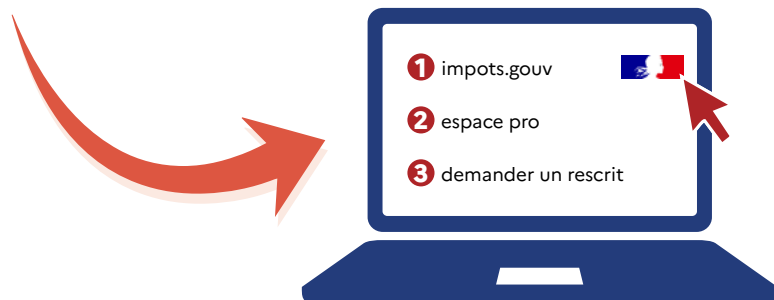 1 impots.gouv
2 espace pro
3 demander un rescrit